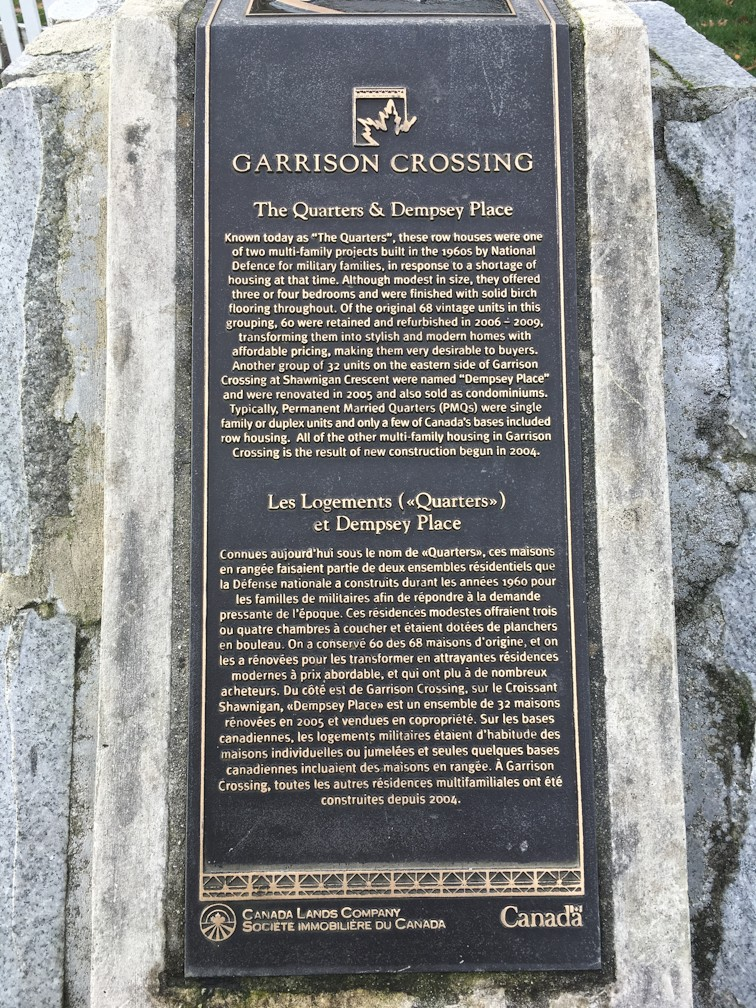 GARRISON CROSSING
The Quarters & Dempsey Place
Known today as "The Quarters", these row houses were one
of two multi-family projects built in the 1960s by National
Defence for military families, in response to a shortage of
housing at that time. Although modest in size, they offered
three or four bedrooms and were finished with solid birch
flooring throughout. Of the original 68 vintage units in this
grouping, 60 were retained and refurbished in 2006 - 2009,
transforming them into stylish and modern homes with
affordable pricing, making them very desirable to buyers.
Another group of 32 units on the eastern side of Garrison
Crossing at Shawnigan Crescent were named "Dempsey Place"
and were renovated in 2005 and also sold as condominiums.
Typically, Permanent Married Quarters (PMQs) were single
family or duplex units and only a few of Canada's bases included
row housing. All of the other multi-family housing in Garrison
Crossing is the result of new construction begun in 2004.
Les Logements («Quarters»)
et Dempsey Place
Connues aujourd'hui sous le nom de «Quarters», ces maisons
en rangée faisaient partie de deux ensembles résidentiels que
la Défense nationale a construits durant les années 1960 pour
les familles de militaires afin de répondre à la demande
pressante de l'époque. Ces résidences modestes offraient trois
ou quatre chambres à coucher et étaient dotées de planchers
en bouleau. On a conservé 60 des 68 maisons d'origine, et on
les a rénovées pour les transformer en attrayantes résidences
modernes à prix abordable, et qui ont plu à de nombreux
acheteurs. Du côté est de Garrison Crossing, sur le Croissant
Shawnigan, «Dempsey Place» est un ensemble de 32 maisons
rénovées en 2005 et vendues en copropriété. Sur les bases
canadiennes, les logements militaires étaient d'habitude des
maisons individuelles ou jumelées et seules quelques bases
canadiennes incluaient des maisons en rangée. À Garrison
Crossing, toutes les autres résidences multifamiliales ont été
construites depuis 2004.
CANADA LANDS COMPANY
SOCIÉTÉ IMMOBILIÈRE DU CANADA
Canada